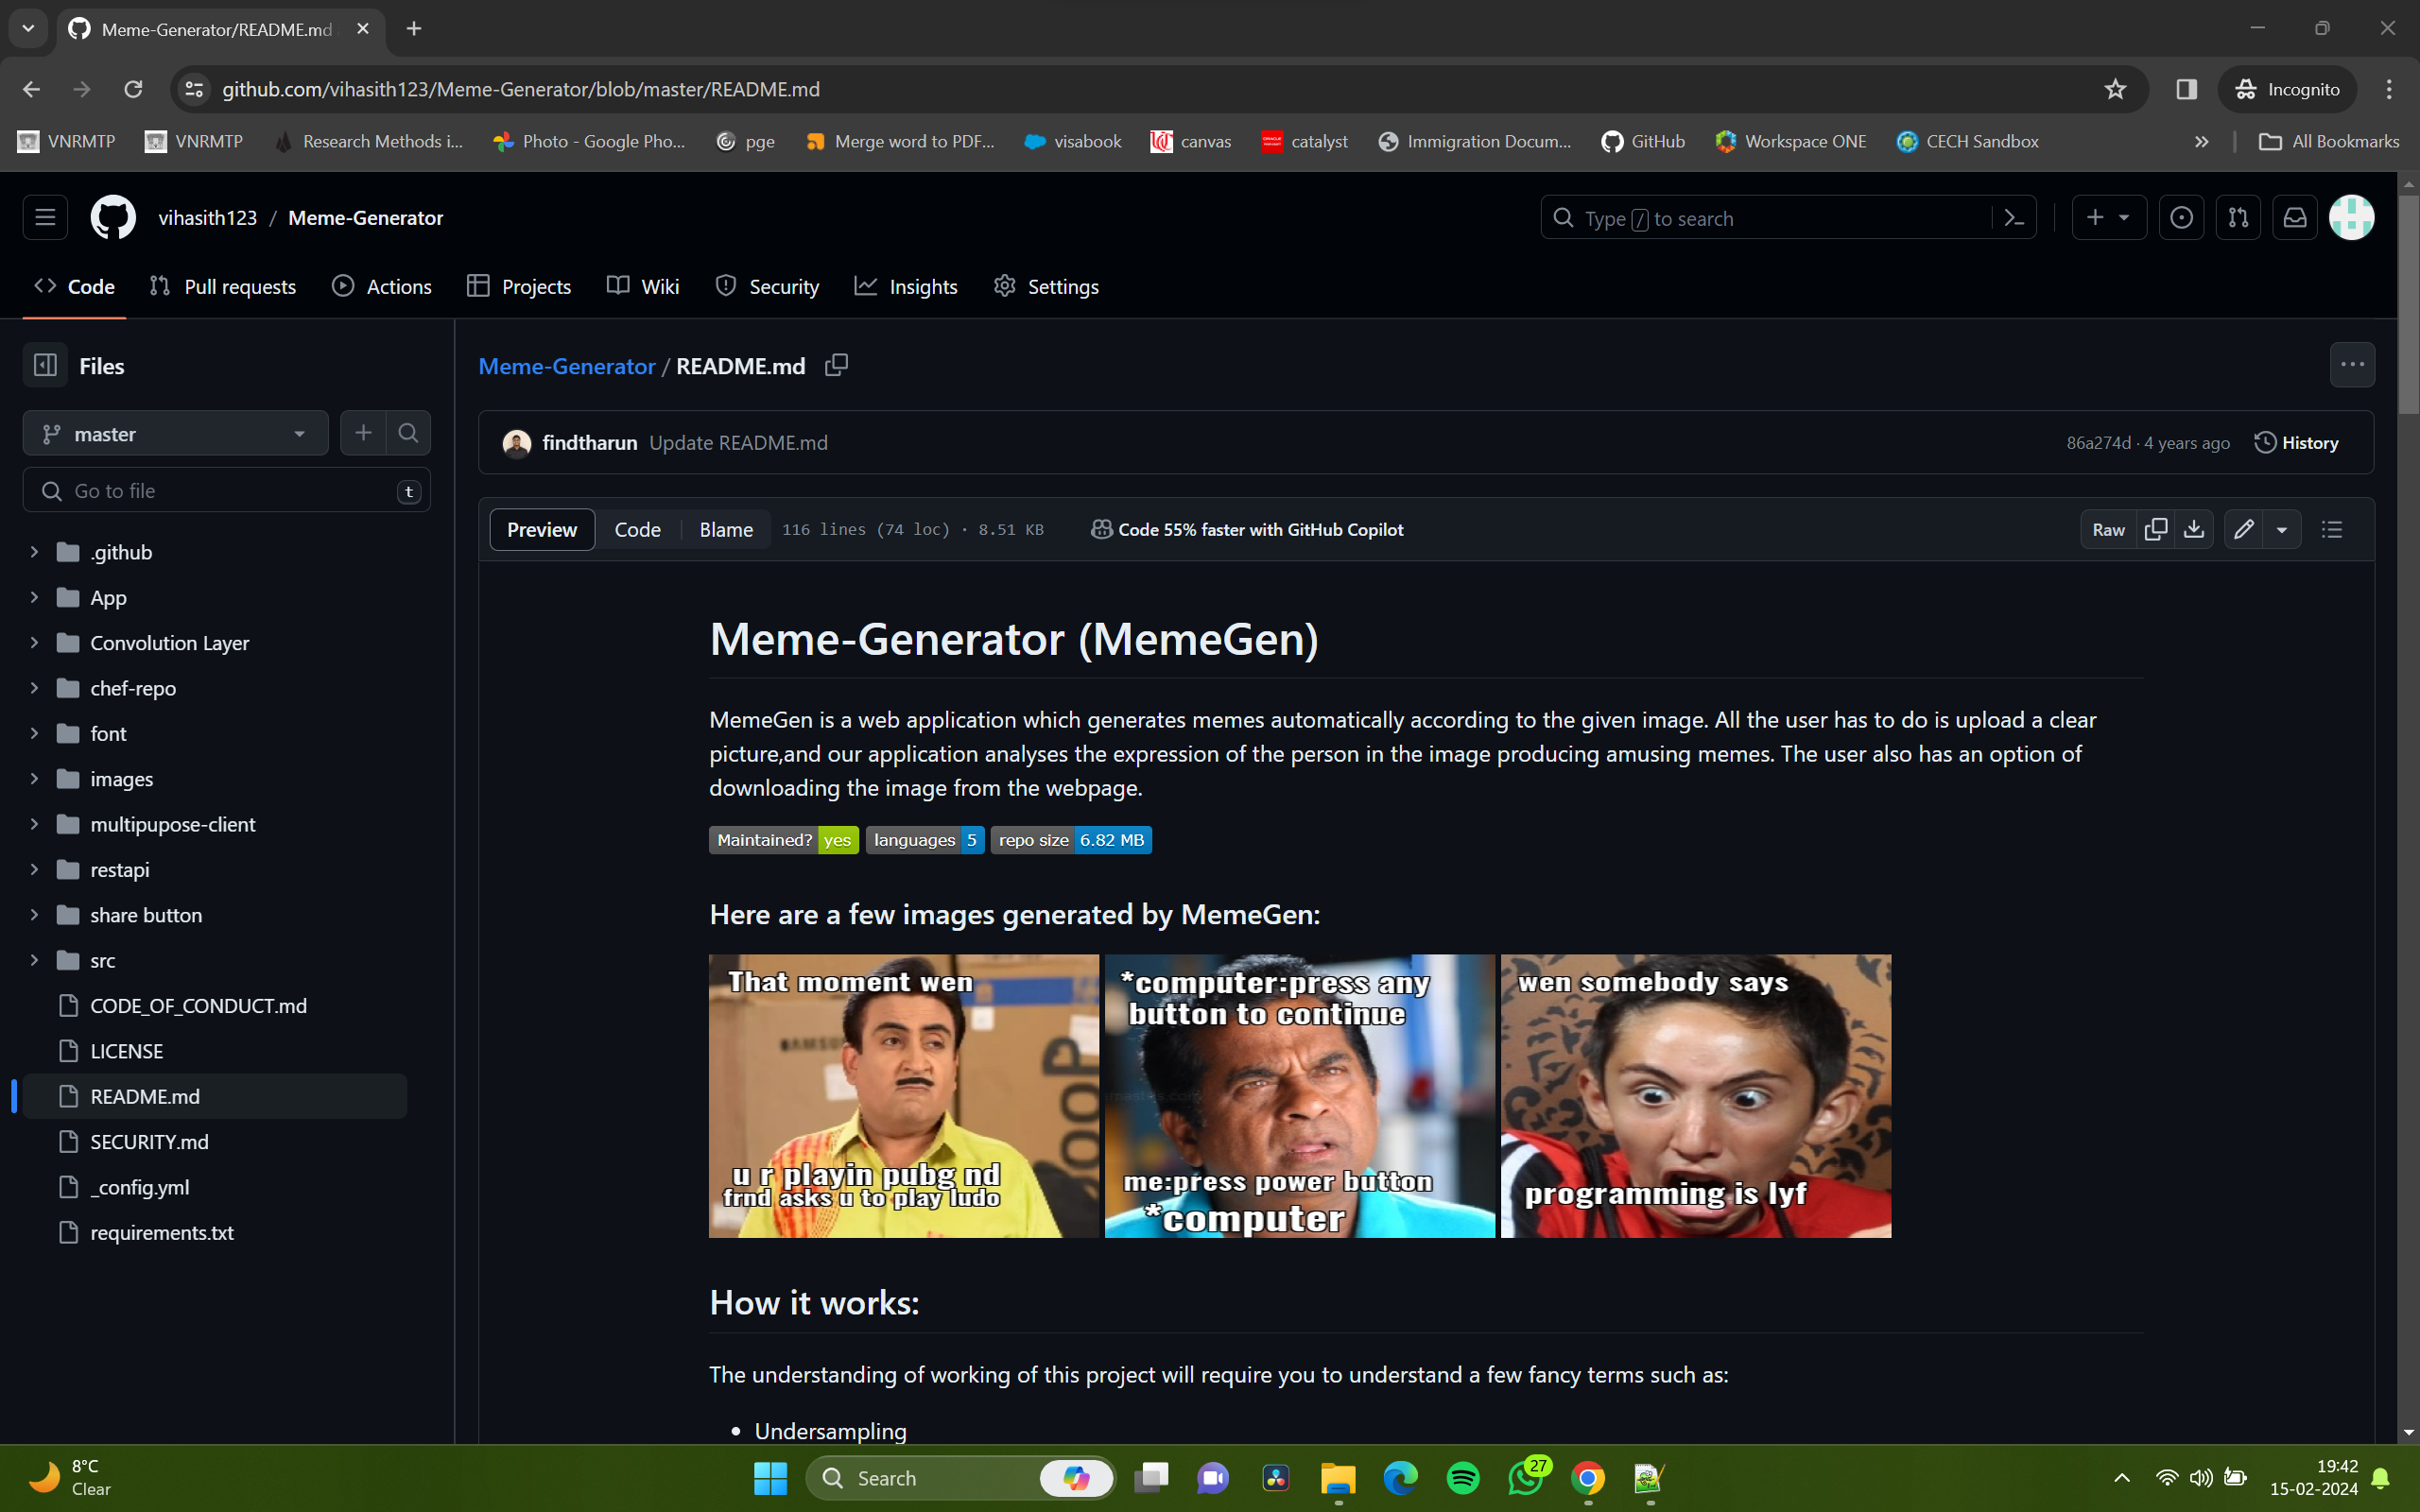 Meme-Generator/README.md
github.com/vihasith123/Meme-Generator/blob/master/README.md
Incognito
VNRMTP
VNRMTP
Research Methods i...
Photo - Google Pho...
pge
Merge word to PDF...
visabook
canvas
catalyst
Immigration Docum...
GitHub
Workspace ONE
CECH Sandbox
All Bookmarks
vihasith123 / Meme-Generator
Type / to search
Code
Pull requests
Actions
Projects
Wiki
Security
Insights
Settings
Files
master
Go to file
t
.github
App
Convolution Layer
chef-repo
font
images
multipupose-client
restapi
share button
src
CODE_OF_CONDUCT.md
LICENSE
README.md
SECURITY.md
_config.yml
requirements.txt
Meme-Generator / README.md
findtharun Update README.md
86a274d · 4 years ago
History
Preview
Code
Blame
116 lines (74 loc) · 8.51 KB
Code 55% faster with GitHub Copilot
Raw
Meme-Generator (MemeGen)
MemeGen is a web application which generates memes automatically according to the given image. All the user has to do is upload a clear
picture,and our application analyses the expression of the person in the image producing amusing memes. The user also has an option of
downloading the image from the webpage.
Maintained? yes
languages 5
repo size 6.82 MB
Here are a few images generated by MemeGen:
That moment wen
u r playin pubg nd
frnd asks u to play ludo
*computer:press any
button to continue
me:press power button
*computer
wen somebody says
programming is lyf
How it works:
The understanding of working of this project will require you to understand a few fancy terms such as:
Undersampling
8°C
Clear
Search
27
19:42
15-02-2024